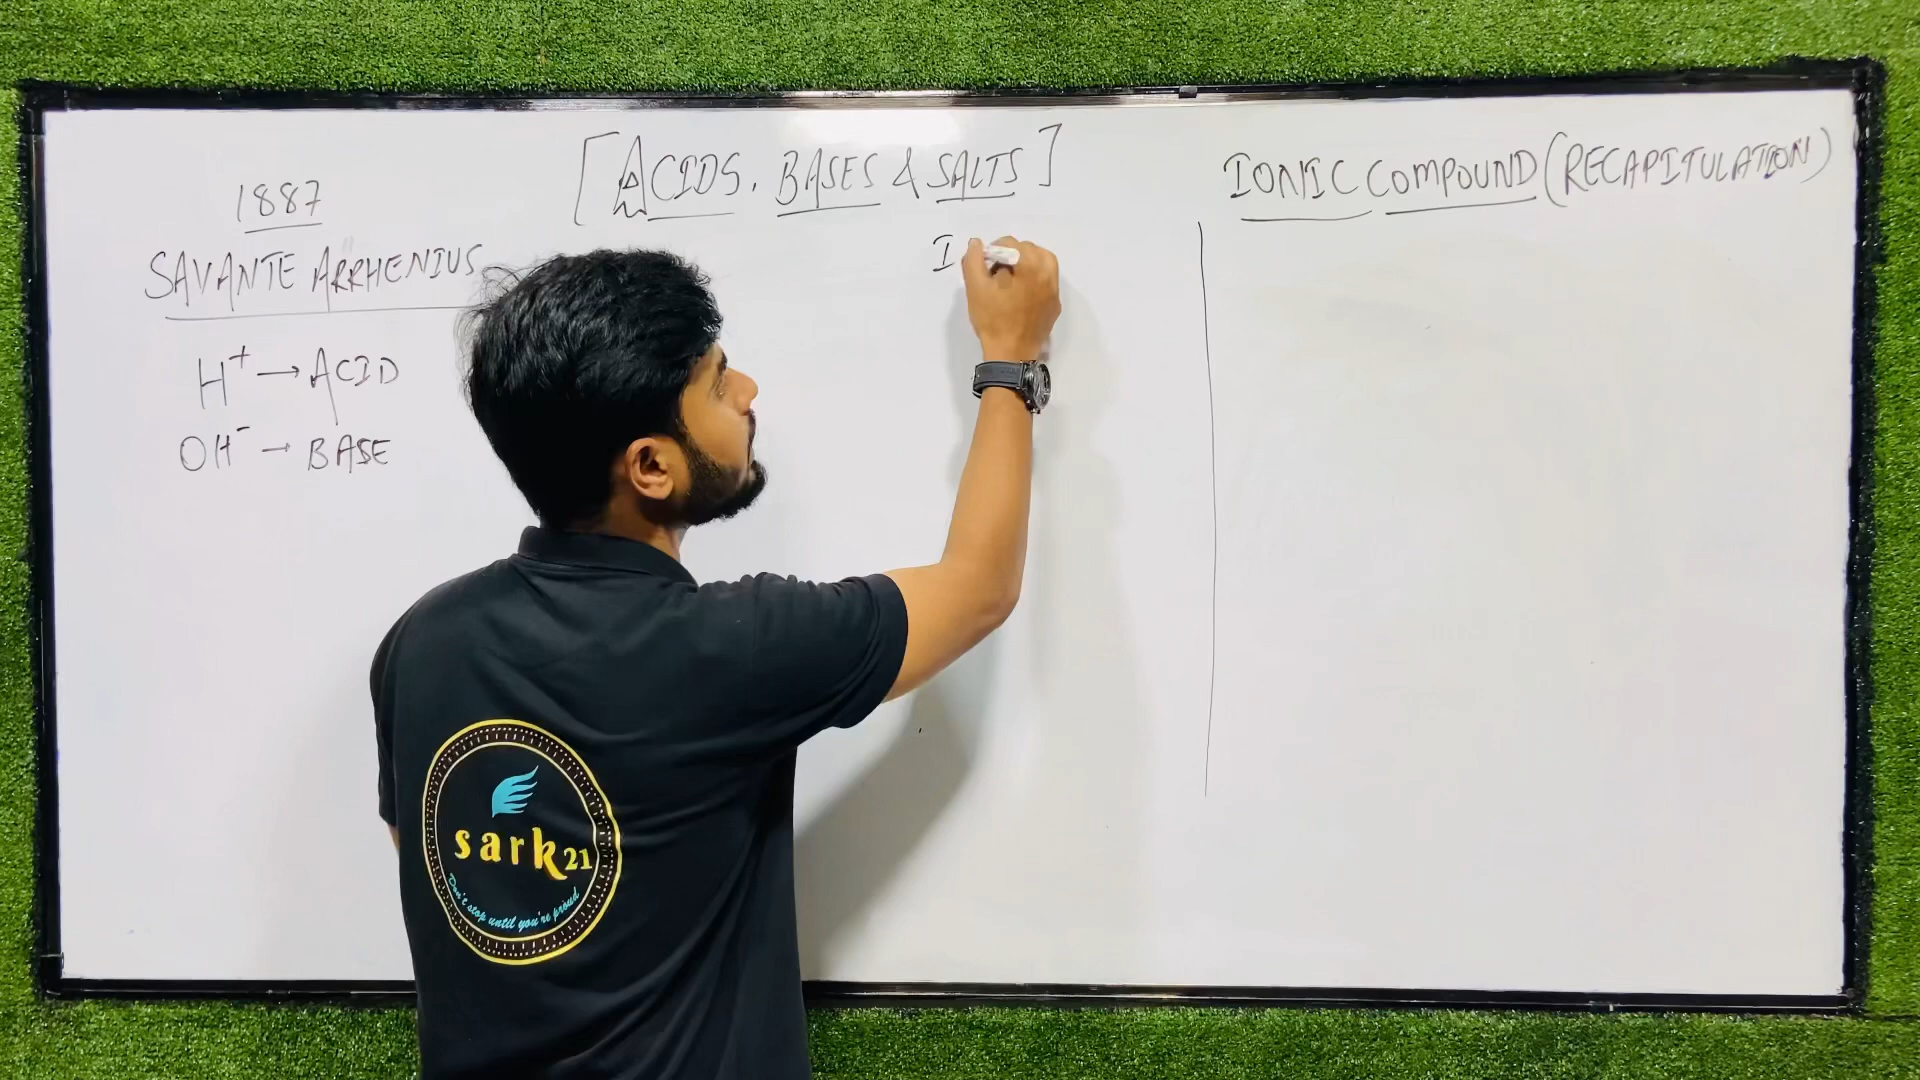 [ACIDS, BASES & SALTS]
IONIC COMPOUND (RECAPITULATION)
1887
SAVANTE ARRHENIUS
H⁺ → ACID
OH⁻ → BASE
I
sark21
Don't stop until you're proud